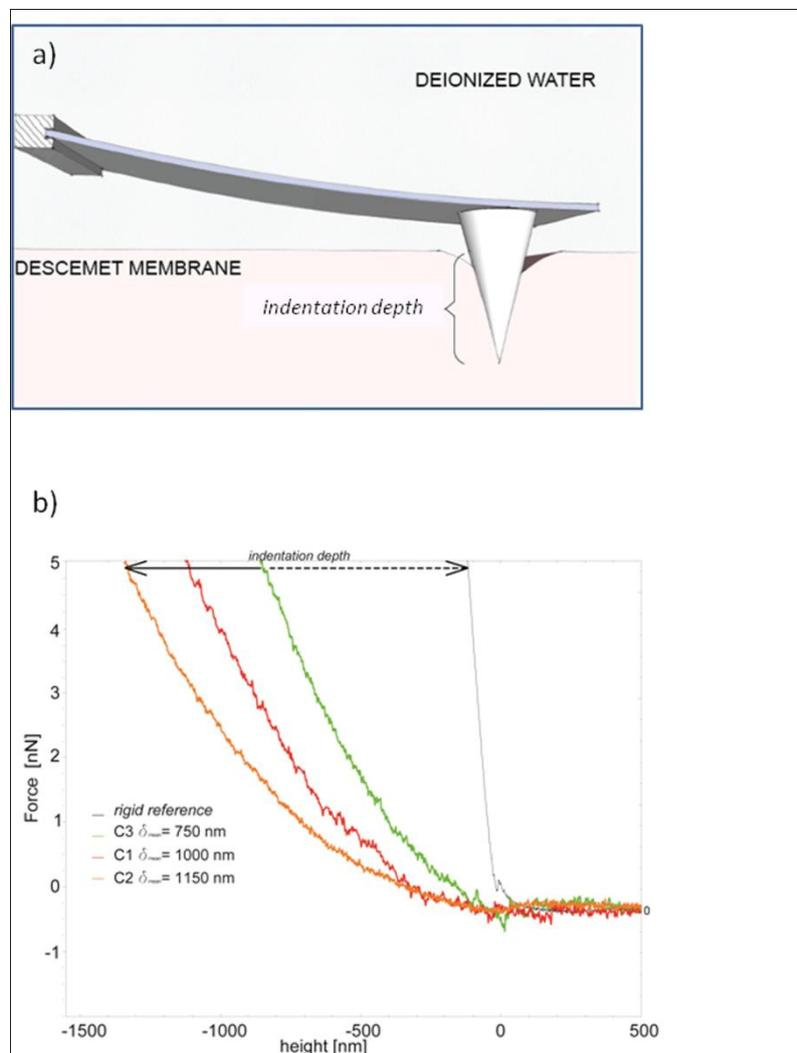 a)
DEIONIZED WATER
DESCEMET MEMBRANE
indentation depth
b)
indentation depth
5
4
3
2
1
0
-1
Force [nN]
rigid reference
C3 δ = 750 nm
C1 δ = 1000 nm
C2 δ = 1150 nm
0
-1500 -1000 -500 0 500
height [nm]